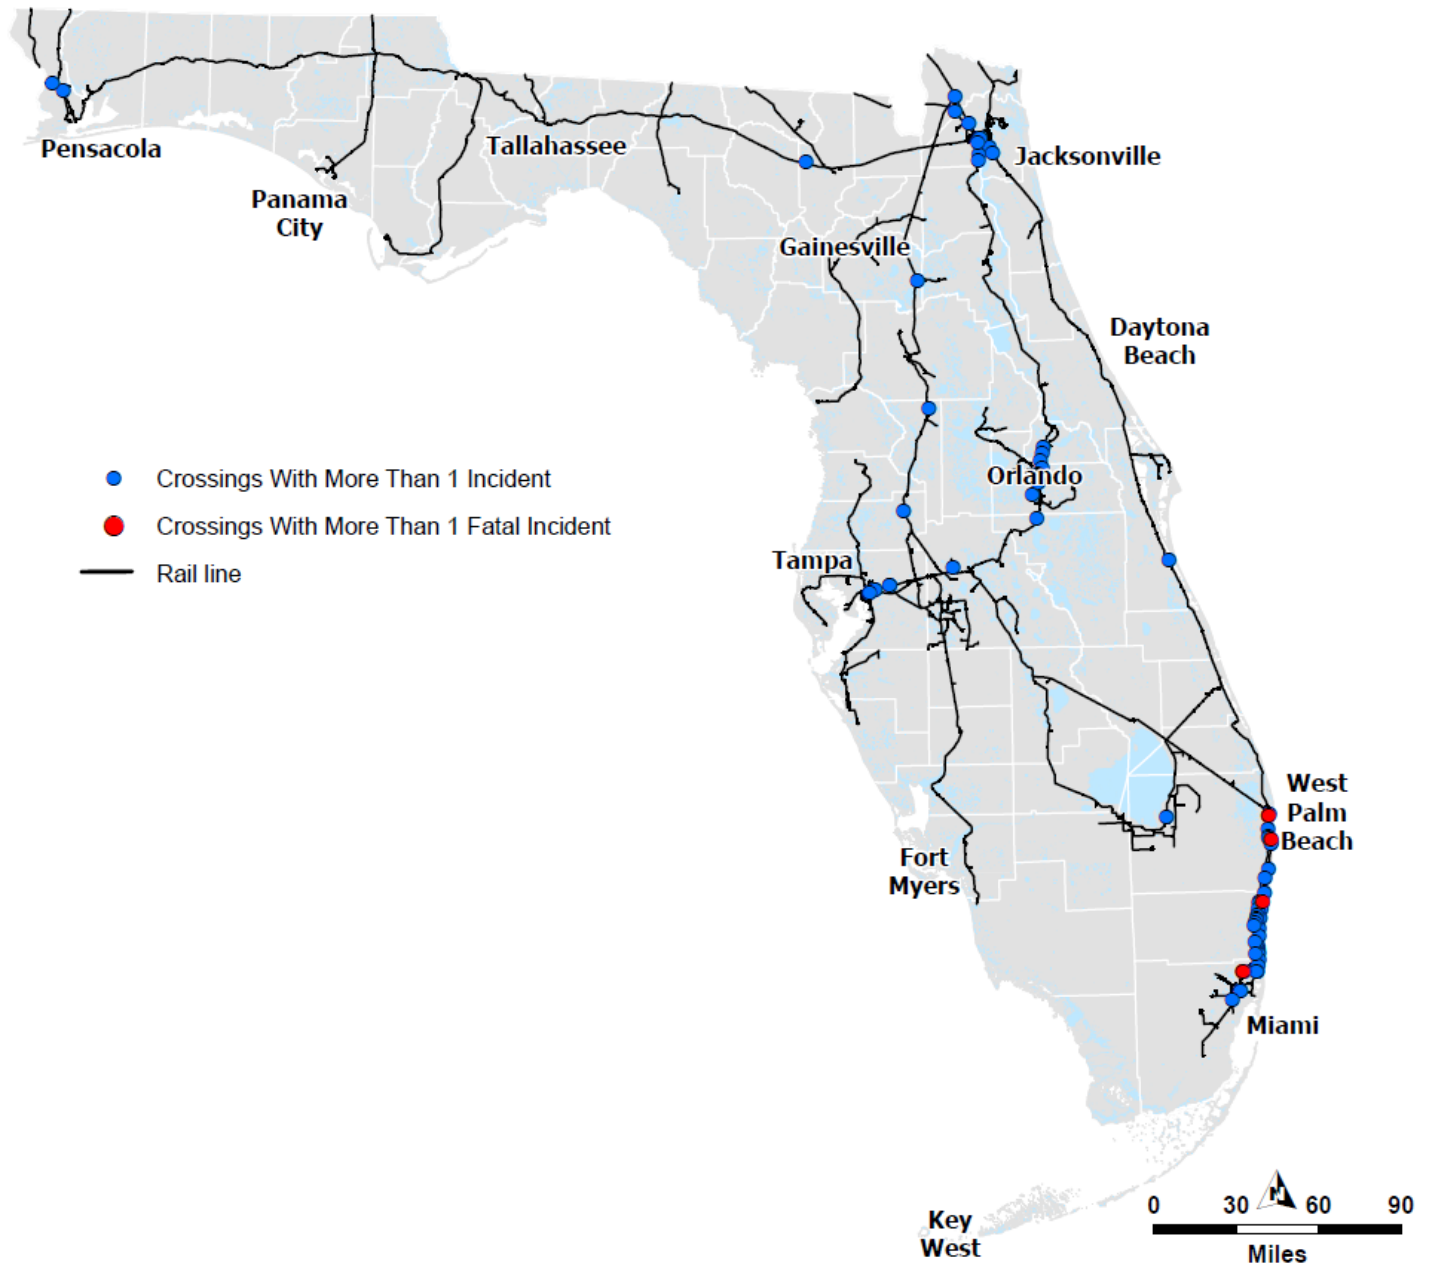 Pensacola
Tallahassee
Jacksonville
Panama
City
Gainesville
Daytona
Beach
Crossings With More Than 1 Incident
Orlando
Crossings With More Than 1 Fatal Incident
Tampa
Rail line
West
Palm
Beach
Fort
Myers
Miami
N
0 30 60 90
Key
West
Miles